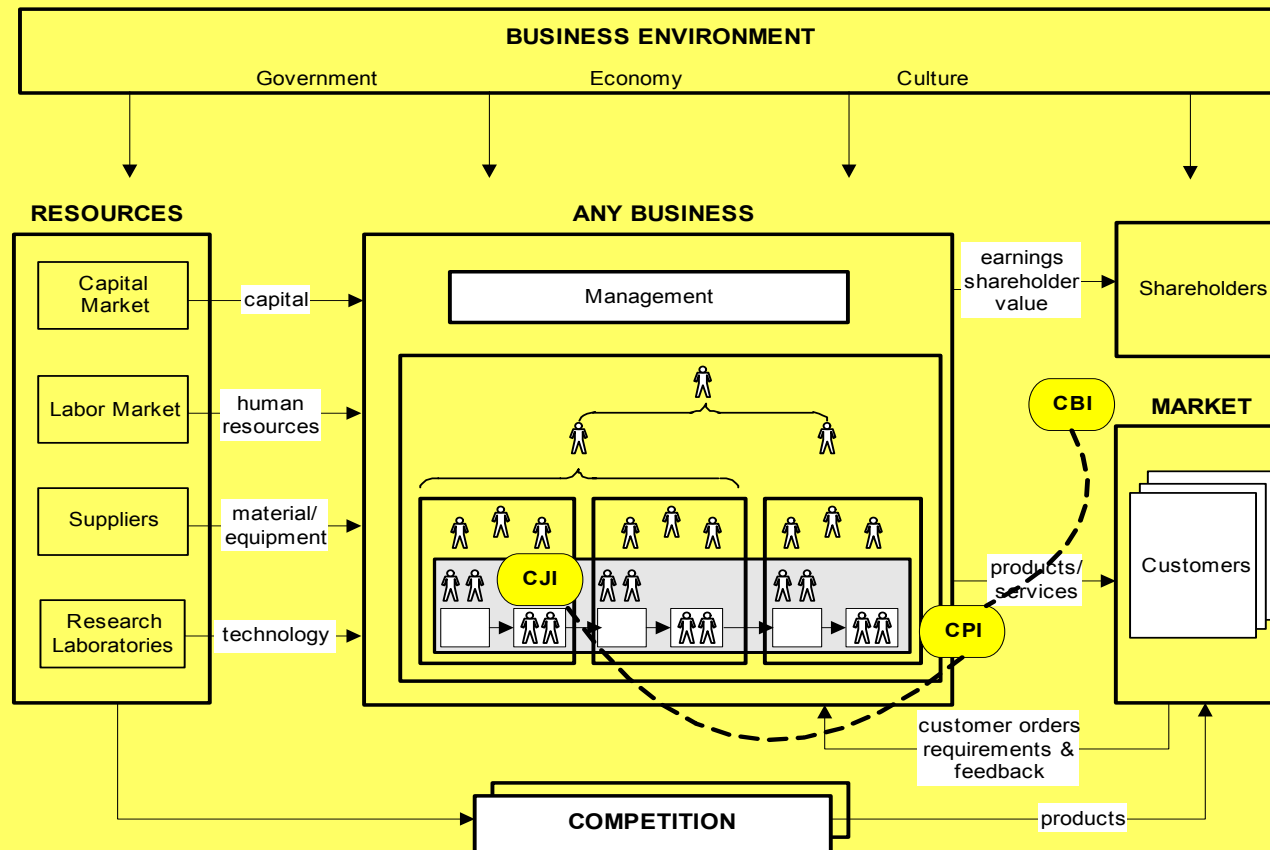 BUSINESS ENVIRONMENT
Government
Economy
Culture
RESOURCES
ANY BUSINESS
Capital
Market
capital
Management
earnings
shareholder
value
Shareholders
Labor Market
human
resources
CBI
MARKET
Suppliers
material/
equipment
CJI
products/
services
Customers
Research
Laboratories
technology
CPI
customer orders
requirements &
feedback
COMPETITION
products